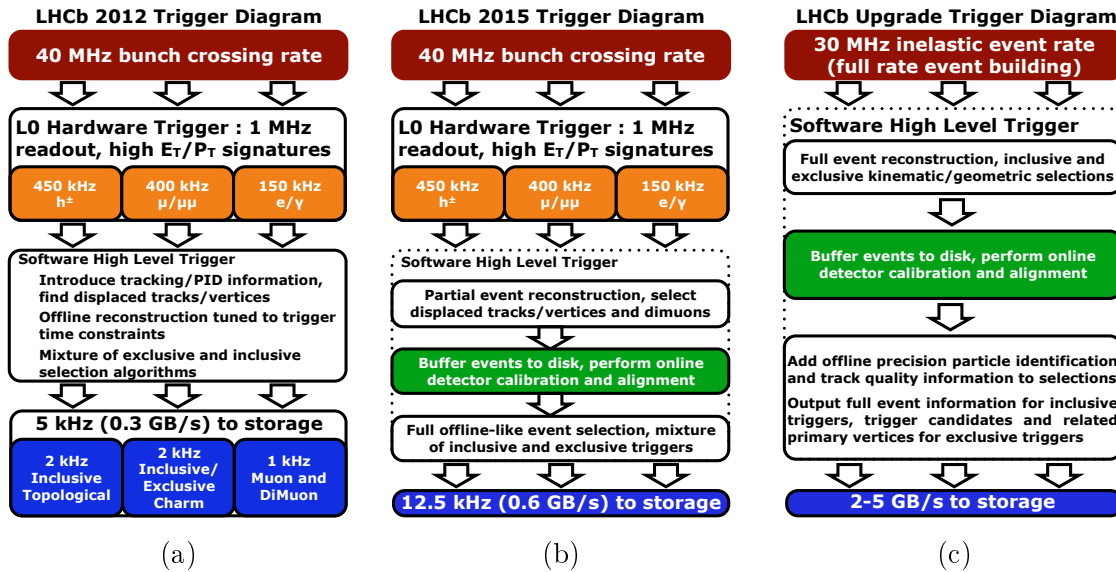 LHCb 2012 Trigger Diagram
40 MHz bunch crossing rate
L0 Hardware Trigger : 1 MHz
readout, high E_T/P_T signatures
450 kHz
h±
400 kHz
μ/μμ
150 kHz
e/γ
Software High Level Trigger
Introduce tracking/PID information,
find displaced tracks/vertices
Offline reconstruction tuned to trigger
time constraints
Mixture of exclusive and inclusive
selection algorithms
5 kHz (0.3 GB/s) to storage
2 kHz
Inclusive
Topological
2 kHz
Inclusive/
Exclusive
Charm
1 kHz
Muon and
DiMuon
(a)
LHCb 2015 Trigger Diagram
40 MHz bunch crossing rate
L0 Hardware Trigger : 1 MHz
readout, high E_T/P_T signatures
450 kHz
h±
400 kHz
μ/μμ
150 kHz
e/γ
Software High Level Trigger
Partial event reconstruction, select
displaced tracks/vertices and dimuons
Buffer events to disk, perform online
detector calibration and alignment
Full offline-like event selection, mixture
of inclusive and exclusive triggers
12.5 kHz (0.6 GB/s) to storage
(b)
LHCb Upgrade Trigger Diagram
30 MHz inelastic event rate
(full rate event building)
Software High Level Trigger
Full event reconstruction, inclusive and
exclusive kinematic/geometric selections
Buffer events to disk, perform online
detector calibration and alignment
Add offline precision particle identification
and track quality information to selections
Output full event information for inclusive
triggers, trigger candidates and related
primary vertices for exclusive triggers
2-5 GB/s to storage
(c)